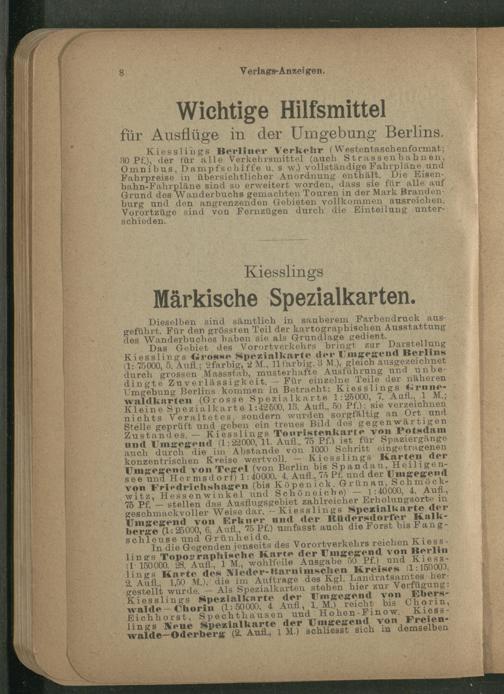 8
Verlags-Anzeigen.
Wichtige Hilfsmittel
für Ausflüge in der Umgebung Berlins.
Kiesslings Berliner Verkehr (Westentaschenformat;
30 Pf.), der für alle Verkehrsmittel (auch Strassenbahnen,
Omnibus, Dampfschiffe u. s. w.) vollständige Fahrpläne und
Fahrpreise in übersichtlicher Anordnung enthält. Die Eisen-
bahn-Fahrpläne sind so erweitert worden, dass sie für alle auf
Grund des Wanderbuchs gemachten Touren in der Mark Branden-
burg und den angrenzenden Gebieten vollkommen ausreichen.
Vorortzüge sind von Fernzügen durch die Einteilung unter-
schieden.
Kiesslings
Märkische Spezialkarten.
Dieselben sind sämtlich in sauberem Farbendruck aus-
geführt. Für den grössten Teil der kartographischen Ausstattung
des Wanderbuches haben sie als Grundlage gedient.
Das Gebiet des Vorortverkehrs bringt zur Darstellung
Kiesslings Grosse Spezialkarte der Umgegend Berlins
(1:75000, 5. Aufl.; 2farbig, 2 M., 11farbig, 3 M.), gleich ausgezeichnet
durch grossen Massstab, musterhafte Ausführung und unbe-
dingte Zuverlässigkeit. — Für einzelne Teile der näheren
Umgebung Berlins kommen in Betracht: Kiesslings Grune-
waldkarten (Grosse Spezialkarte 1:25000, 7. Aufl., 1 M.;
Kleine Spezialkarte 1:42500, 13. Aufl., 50 Pf.); sie verzeichnen
nichts Veraltetes, sondern wurden sorgfältig an Ort und
Stelle geprüft und geben ein treues Bild des gegenwärtigen
Zustandes. — Kiesslings Touristenkarte von Potsdam
und Umgegend (1:22000, 11. Aufl., 75 Pf.) ist für Spaziergänge
auch durch die im Abstande von 1000 Schritt eingetragenen
konzentrischen Kreise wertvoll. — Kiesslings Karten der
Umgegend von Tegel (von Berlin bis Spandau, Heiligen-
see und Hermsdorf) 1:40000, 4. Aufl., 75 Pf. und der Umgegend
von Friedrichshagen (bis Köpenick, Grünau, Schmöck-
witz, Hessenwinkel und Schöneiche) — 1:40000, 4. Aufl.,
75 Pf. — stellen das Ausflugsgebiet zahlreicher Erholungsorte in
geschmackvoller Weise dar. — Kiesslings Spezialkarte der
Umgegend von Erkner und der Rüdersdorfer Kalk-
berge (1:25000, 6. Aufl., 75 Pf.) umfasst auch die Forst bis Fang-
schleuse und Grünheide.
In die Gegenden jenseits des Vorortverkehrs reichen Kiess-
lings Topographische Karte der Umgegend von Berlin
(1:150000, 28. Aufl., 1 M., wohlfeile Ausgabe 50 Pf.) und Kiess-
lings Karte des Nieder-Barnimschen Kreises (1:150000,
2. Aufl., 1,50 M.), die im Auftrage des Kgl. Landratsamtes her-
gestellt wurde. — Als Spezialkarten stehen hier zur Verfügung:
Kiesslings Spezialkarte der Umgegend von Ebers-
walde—Chorin (1:50000, 4. Aufl., 1. M.) reicht bis Chorin,
Eichhorst, Spechthausen und Hohen-Finow. Kiess-
lings Neue Spezialkarte der Umgegend von Freien-
walde—Oderberg (2. Aufl., 1 M.) schliesst sich in demselben